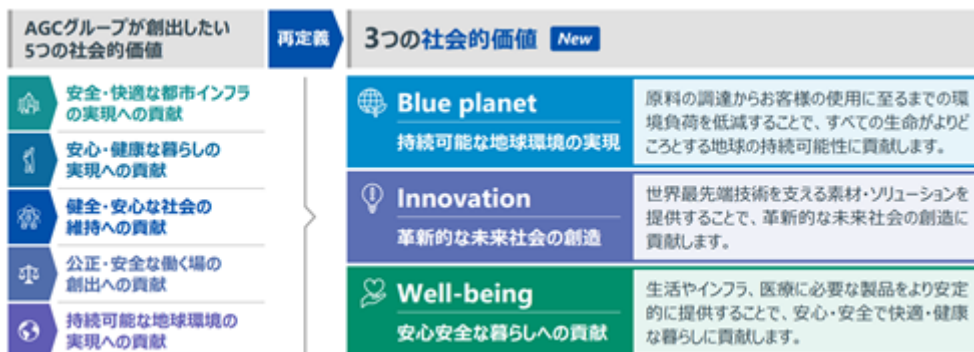 AGCグループが創出したい
5つの社会的価値
再定義
3つの社会的価値 New
安全・快適な都市インフラ
の実現への貢献
安心・健康な暮らしの
実現への貢献
健全・安心な社会の
維持への貢献
公正・安全な働く場の
創出への貢献
持続可能な地球環境の
実現への貢献
Blue planet
持続可能な地球環境の実現
原料の調達からお客様の使用に至るまでの環
境負荷を低減することで、すべての生命がよりど
ころとする地球の持続可能性に貢献します。
Innovation
革新的な未来社会の創造
世界最先端技術を支える素材・ソリューションを
提供することで、革新的な未来社会の創造に
貢献します。
Well-being
安心安全な暮らしへの貢献
生活やインフラ、医療に必要な製品をより安定
的に提供することで、安心・安全で快適・健康
な暮らしに貢献します。